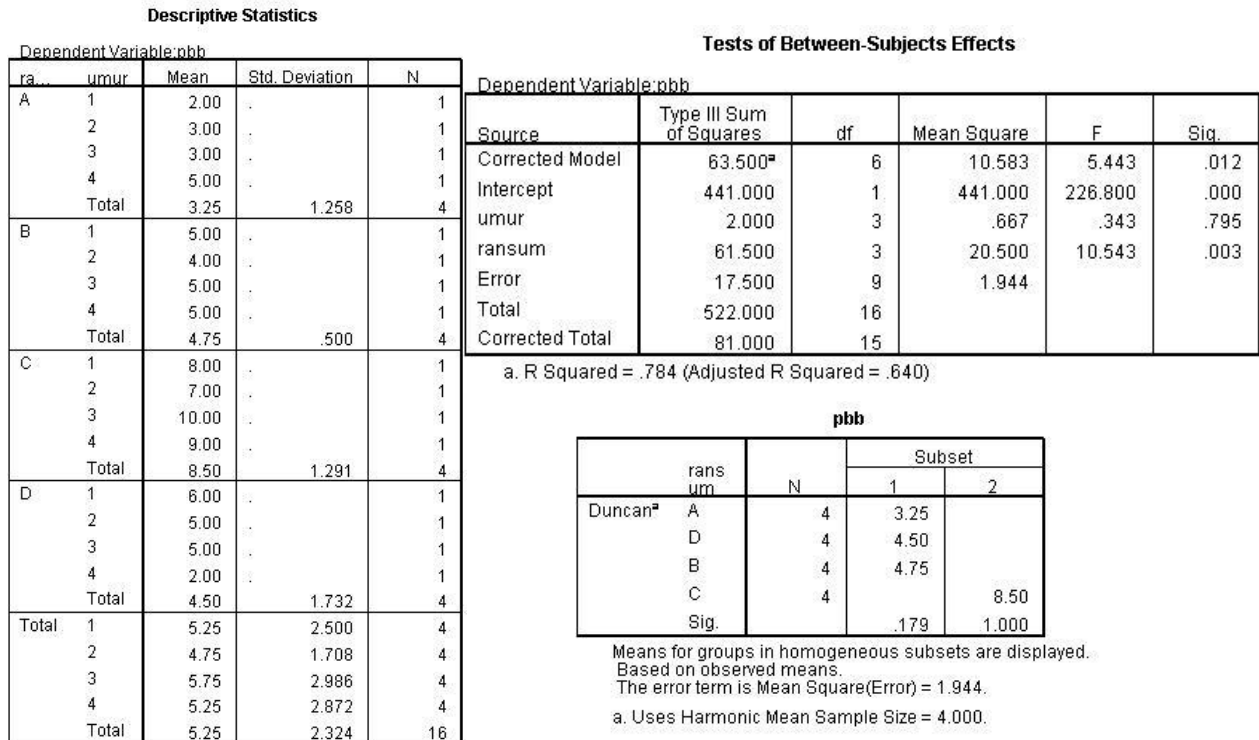 Descriptive Statistics
Dependent Variable:pbb
ra... umur Mean Std. Deviation N
A 1 2.00 . 1
2 3.00 . 1
3 3.00 . 1
4 5.00 . 1
Total 3.25 1.258 4
B 1 5.00 . 1
2 4.00 . 1
3 5.00 . 1
4 5.00 . 1
Total 4.75 .500 4
C 1 8.00 . 1
2 7.00 . 1
3 10.00 . 1
4 9.00 . 1
Total 8.50 1.291 4
D 1 6.00 . 1
2 5.00 . 1
3 5.00 . 1
4 2.00 . 1
Total 4.50 1.732 4
Total 1 5.25 2.500 4
2 4.75 1.708 4
3 5.75 2.986 4
4 5.25 2.872 4
Total 5.25 2.324 16
Tests of Between-Subjects Effects
Dependent Variable:pbb
Type III Sum
Source of Squares df Mean Square F Sig.
Corrected Model 63.500a 6 10.583 5.443 .012
Intercept 441.000 1 441.000 226.800 .000
umur 2.000 3 .667 .343 .795
ransum 61.500 3 20.500 10.543 .003
Error 17.500 9 1.944
Total 522.000 16
Corrected Total 81.000 15
a. R Squared = .784 (Adjusted R Squared = .640)
pbb
Subset
rans
um N 1 2
Duncana A 4 3.25
D 4 4.50
B 4 4.75
C 4 8.50
Sig. .179 1.000
Means for groups in homogeneous subsets are displayed.
Based on observed means.
The error term is Mean Square(Error) = 1.944.
a. Uses Harmonic Mean Sample Size = 4.000.